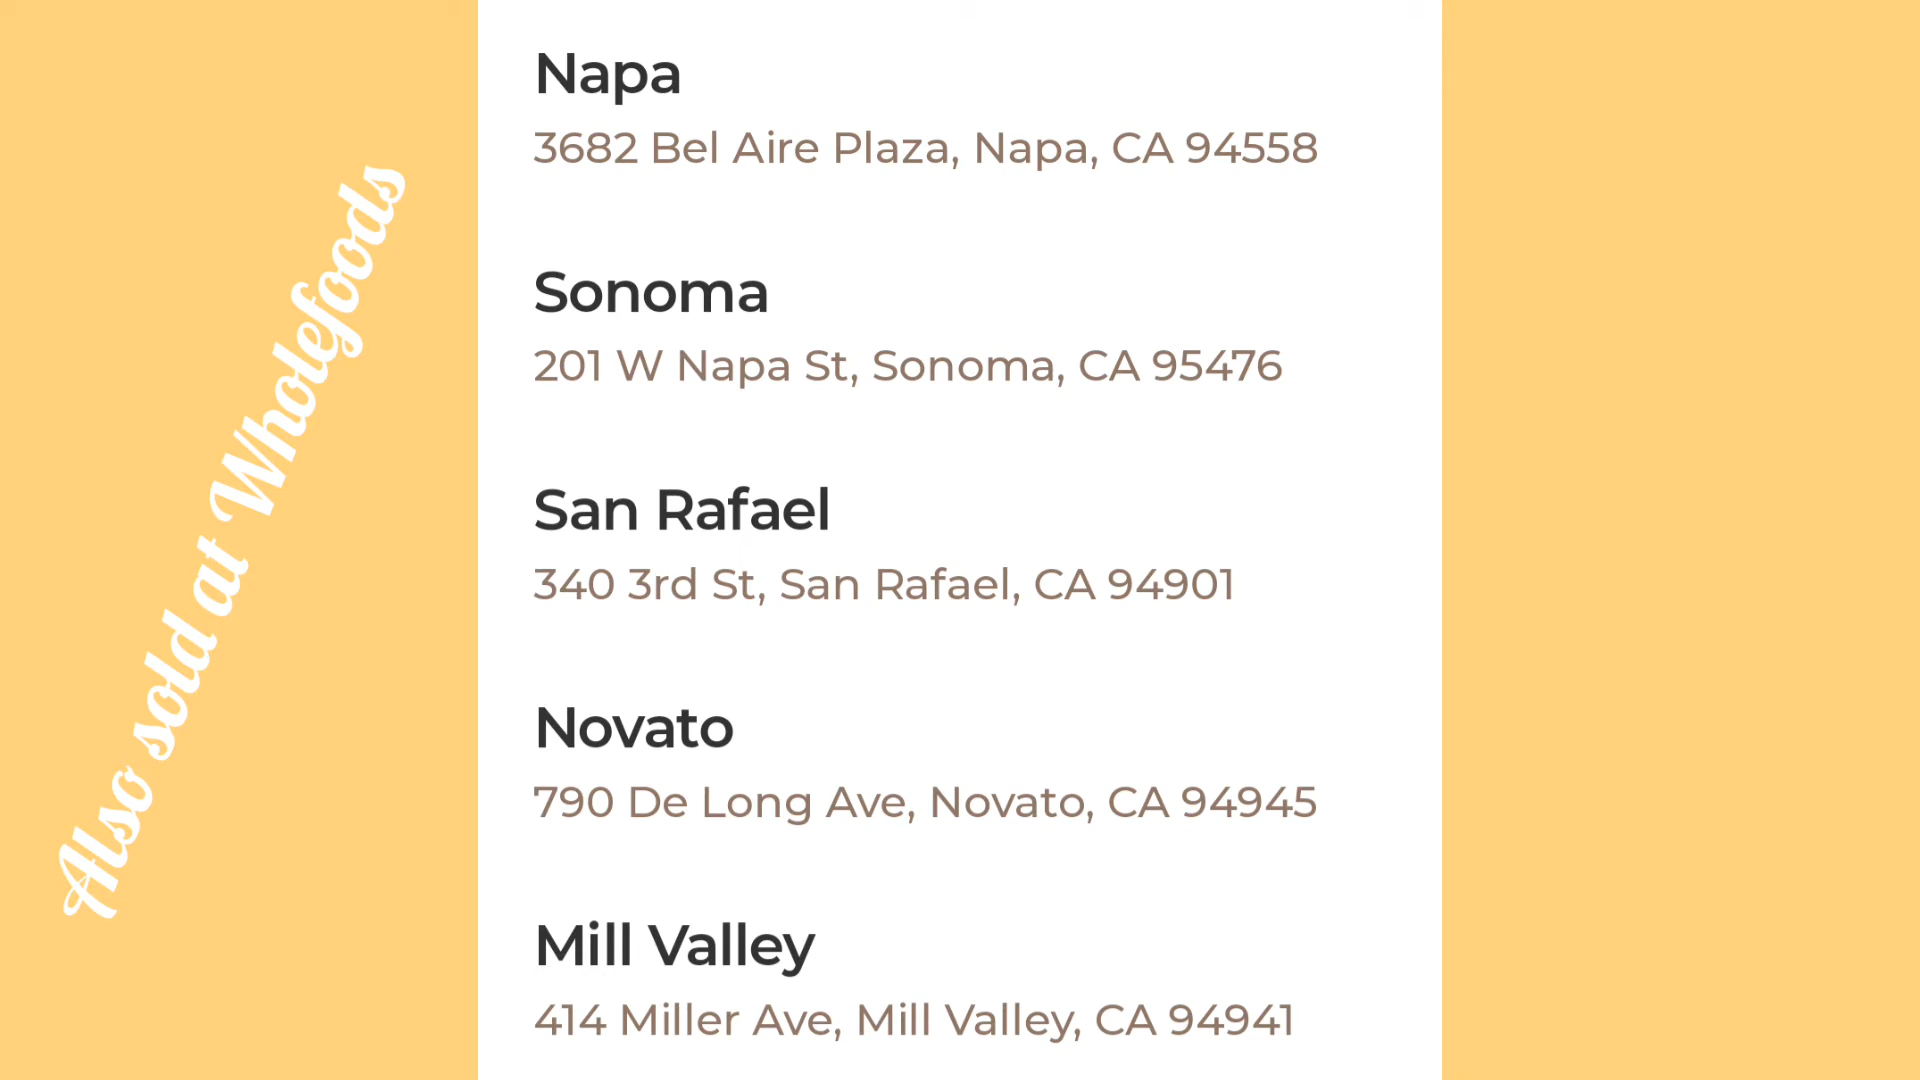 Also sold at Wholefoods
Napa
3682 Bel Aire Plaza, Napa, CA 94558
Sonoma
201 W Napa St, Sonoma, CA 95476
San Rafael
340 3rd St, San Rafael, CA 94901
Novato
790 De Long Ave, Novato, CA 94945
Mill Valley
414 Miller Ave, Mill Valley, CA 94941